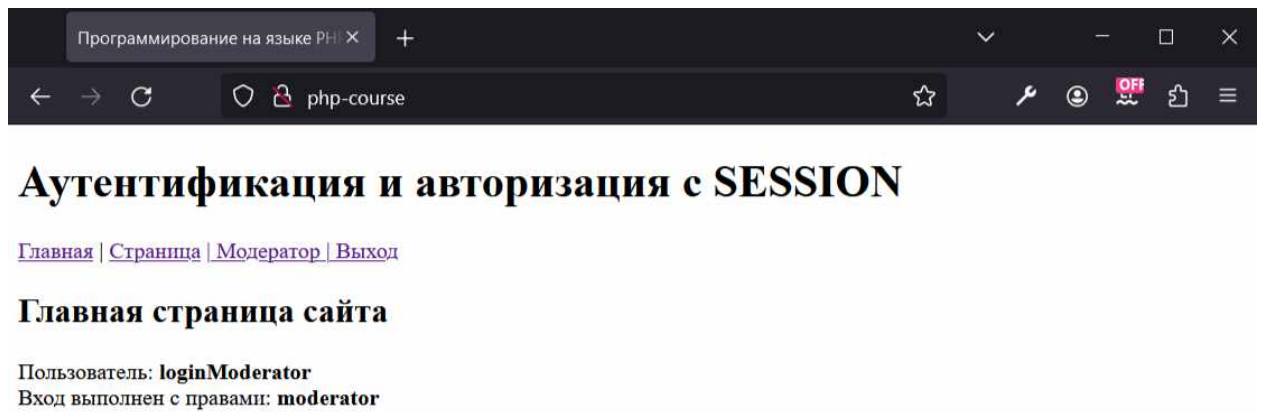 Программирование на языке PH
php-course
OFF
Аутентификация и авторизация с SESSION
Главная | Страница | Модератор | Выход
Главная страница сайта
Пользователь: loginModerator
Вход выполнен с правами: moderator